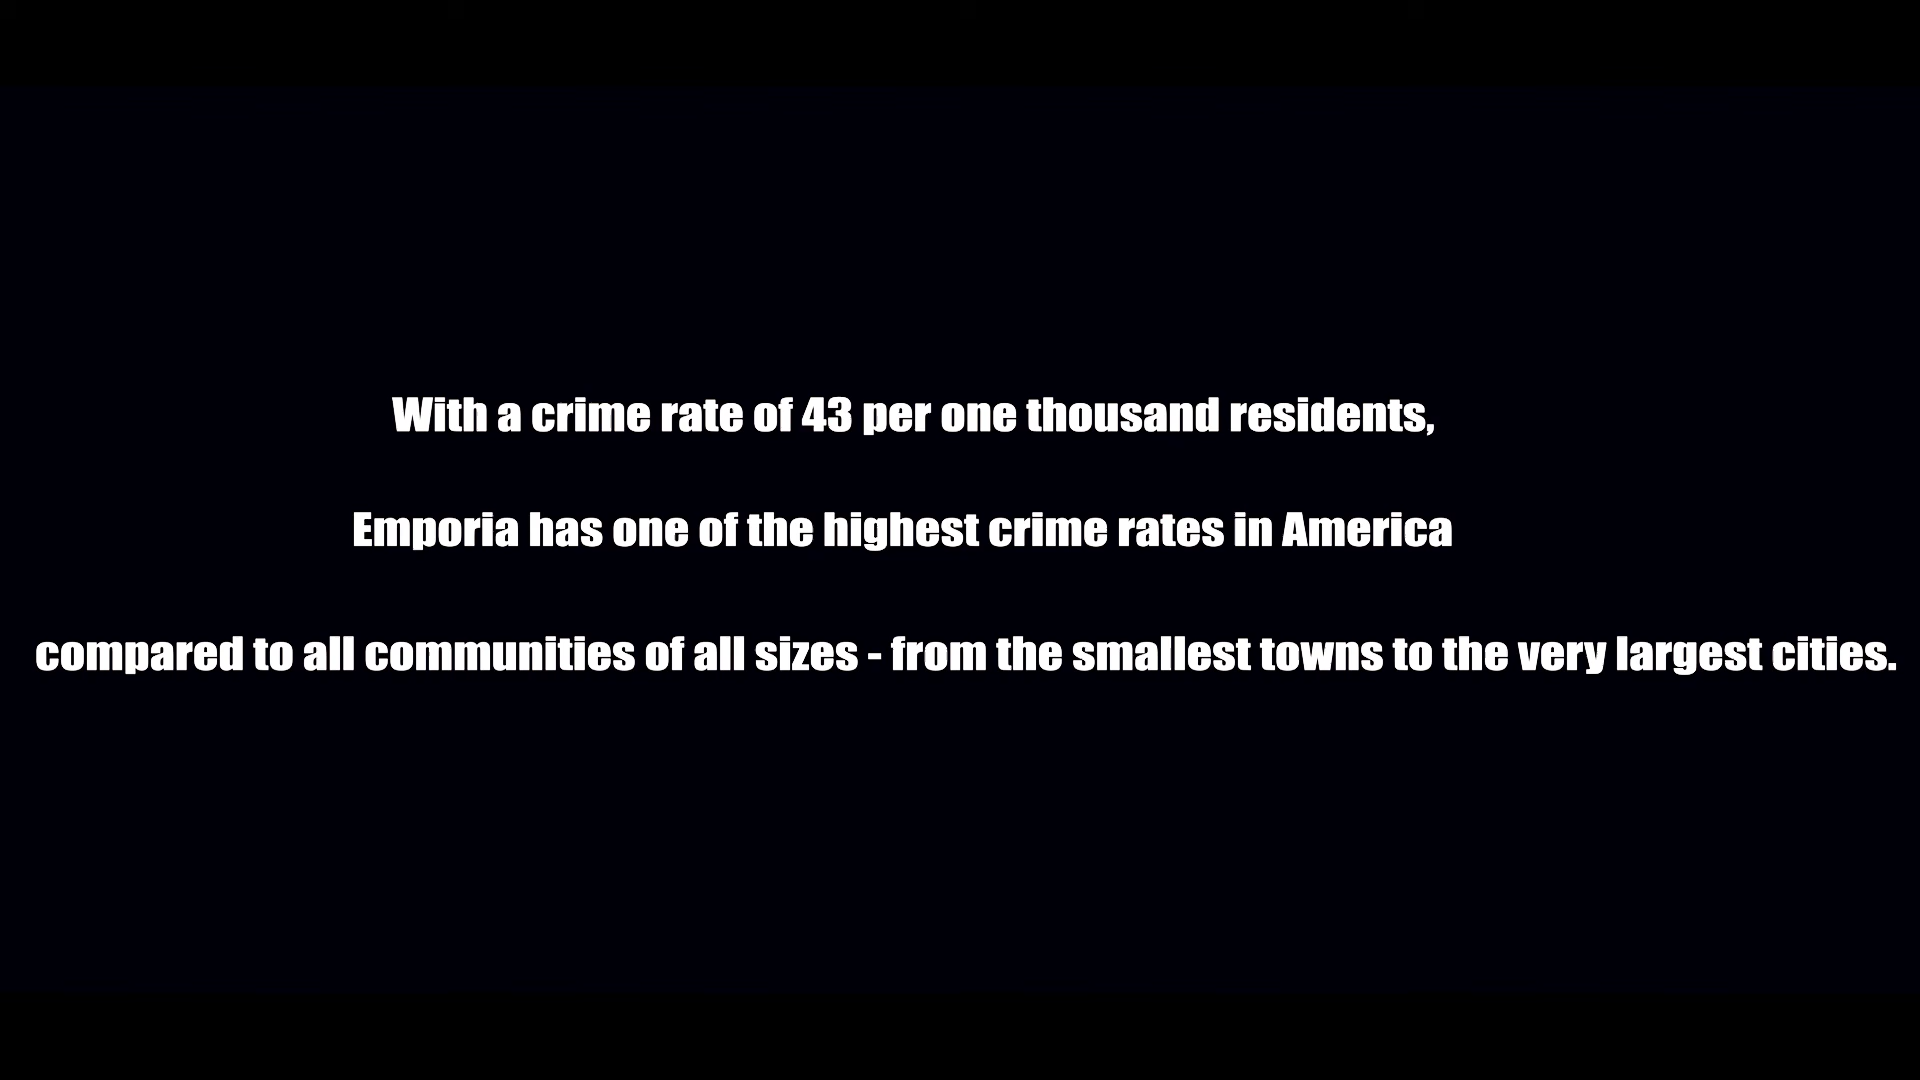 With a crime rate of 43 per one thousand residents,
Emporia has one of the highest crime rates in America
compared to all communities of all sizes - from the smallest towns to the very largest cities.